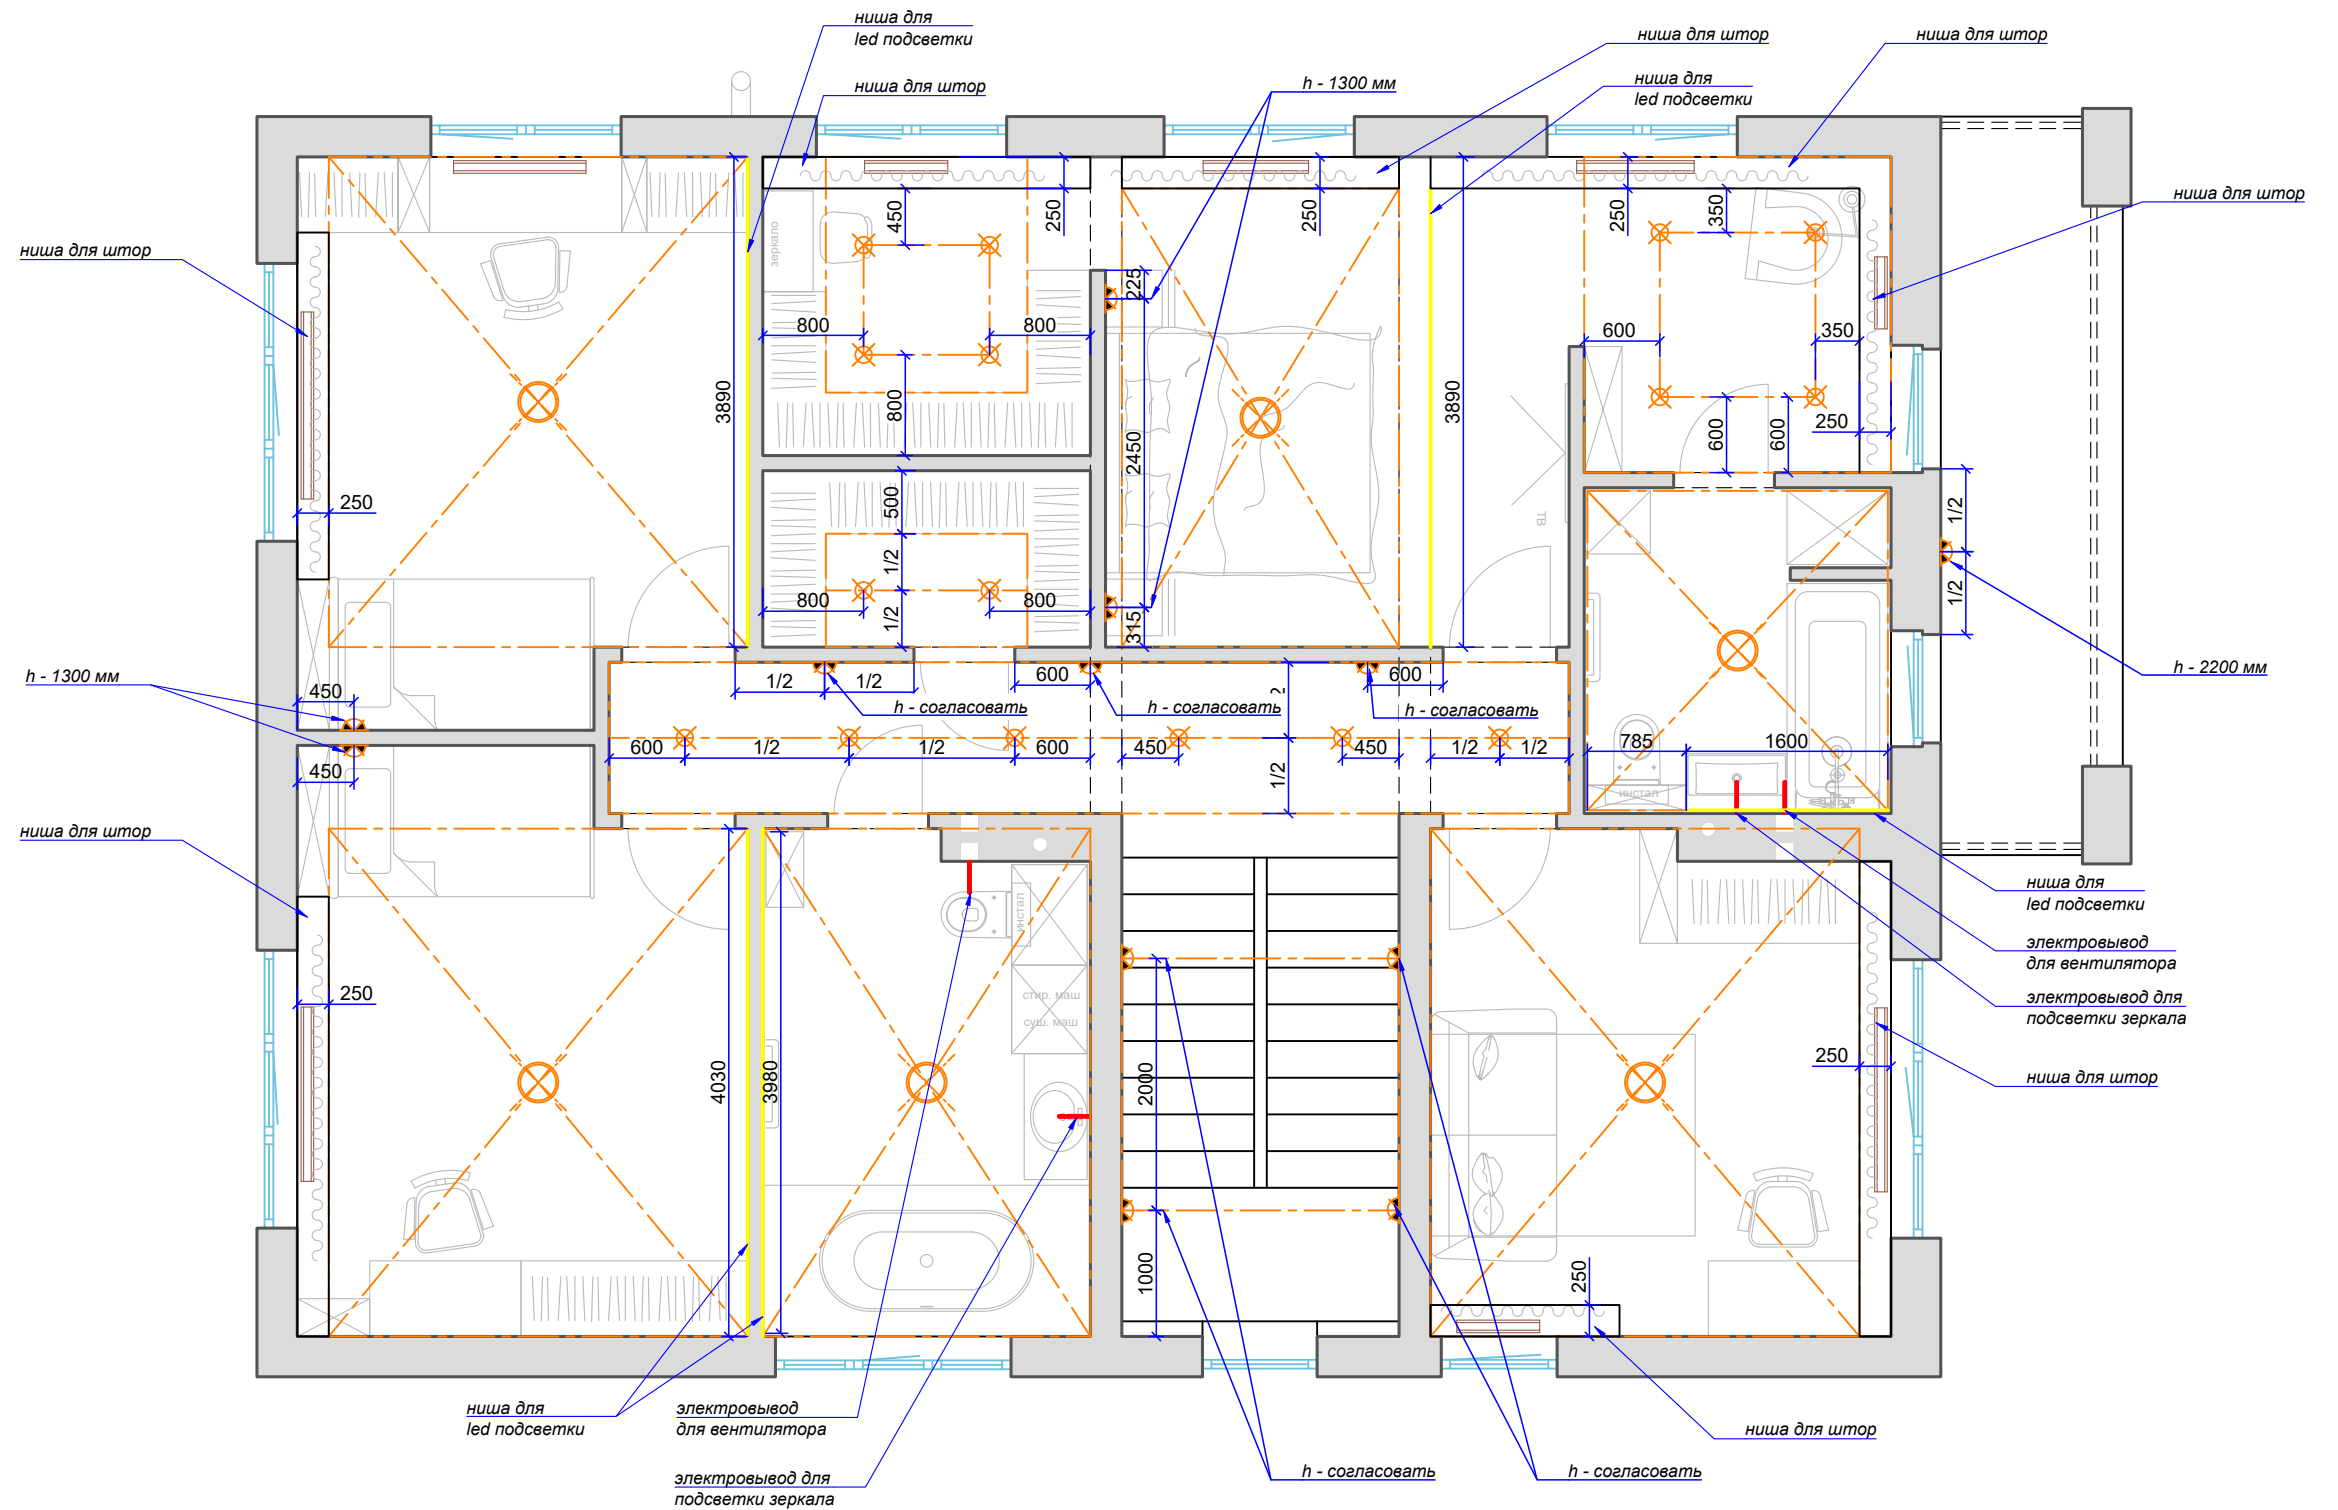 ниша для
led подсветки
ниша для штор
h - 1300 мм
ниша для штор
ниша для
led подсветки
ниша для штор
ниша для штор
ниша для штор
450
250
зеркало
800
800
800
3890
225
2450
315
250
3890
250
350
600
350
250
600
600
250
500
1/2
1/2
800
800
ТВ
1/2
1/2
h - 2200 мм
h - 1300 мм
450
450
1/2
1/2
h - согласовать
600
h - согласовать
600
h - согласовать
600
1/2
1/2
600
450
450
1/2
1/2
1/2
785
1600
инстал
ниша для штор
250
4030
3980
инстал
стир. маш
суш. маш
2000
1000
250
250
ниша для
led подсветки
электровывод
для вентилятора
электровывод для
подсветки зеркала
ниша для штор
ниша для
led подсветки
электровывод
для вентилятора
электровывод для
подсветки зеркала
h - согласовать
h - согласовать
ниша для штор